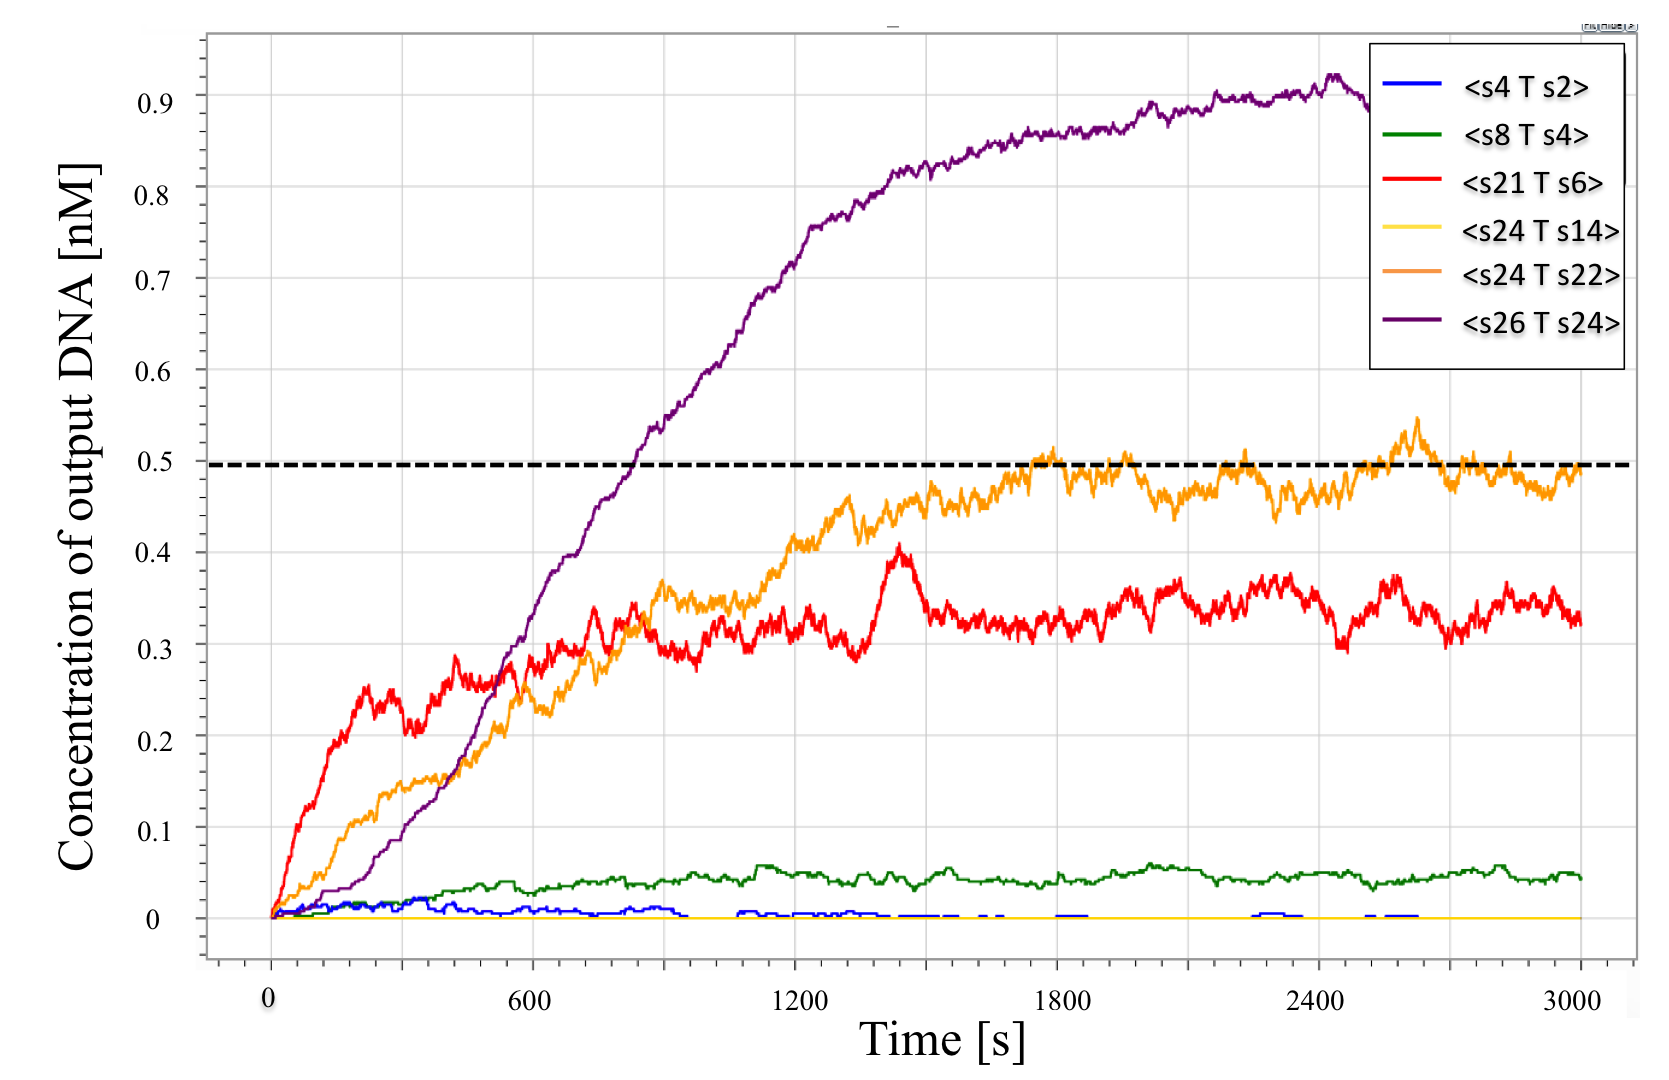 <s4 T s2>
<s8 T s4>
<s21 T s6>
<s24 T s14>
<s24 T s22>
<s26 T s24>
Concentration of output DNA [nM]
0.9
0.8
0.7
0.6
0.5
0.4
0.3
0.2
0.1
0
0
600
1200
1800
2400
3000
Time [s]